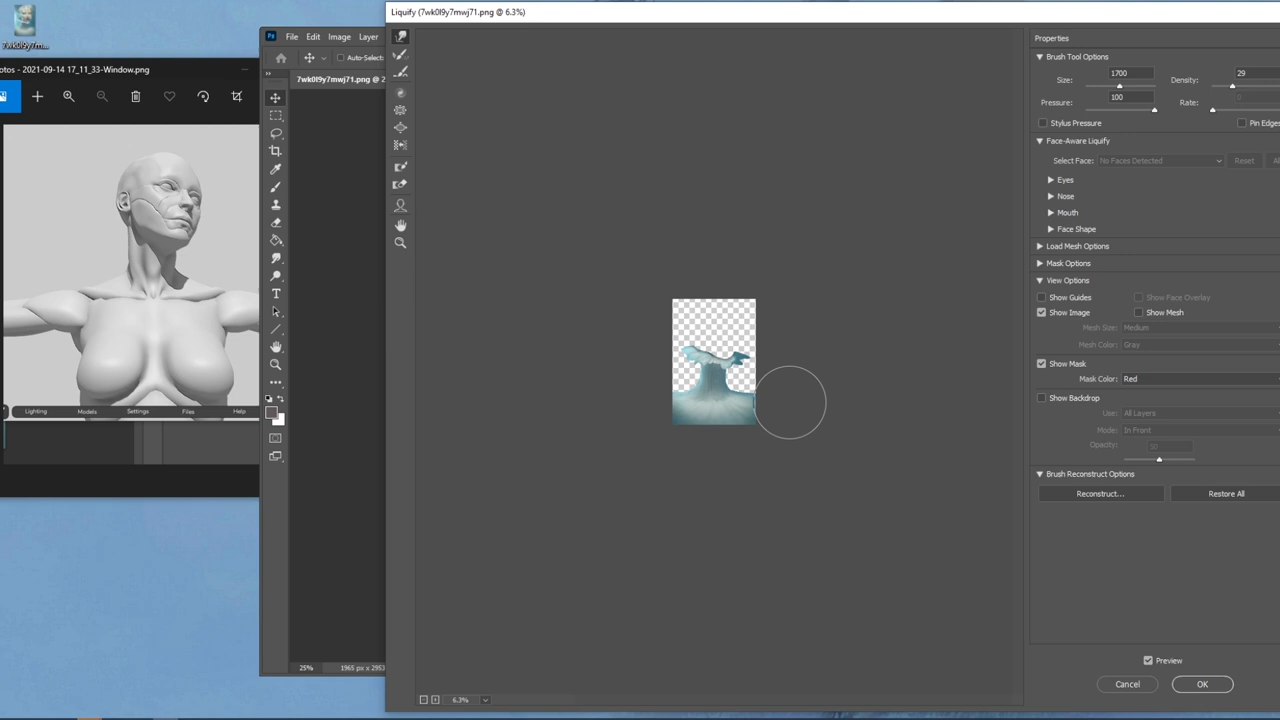 Liquify (7wk0l9y7mwj71.png @ 6.3%)
7wk0l9y7m...
File Edit Image Layer
Properties
otos - 2021-09-14 17_11_33-Window.png
Auto-Select:
Brush Tool Options
7wk0l9y7mwj71.png @ 2
Size: 1700 Density: 29
Pressure: 100 Rate: 0
Stylus Pressure Pin Edges
Face-Aware Liquify
Select Face: No Faces Detected Reset Al
Eyes
Nose
Mouth
Face Shape
Load Mesh Options
Mask Options
View Options
Show Guides Show Face Overlay
Show Image Show Mesh
Mesh Size: Medium
Mesh Color: Gray
Show Mask
Mask Color: Red
Show Backdrop
Use: All Layers
Mode: In Front
Opacity: 50
Lighting Models Settings Files Help
Brush Reconstruct Options
Reconstruct... Restore All
Preview
25% 1965 px x 2953
Cancel OK
6.3%